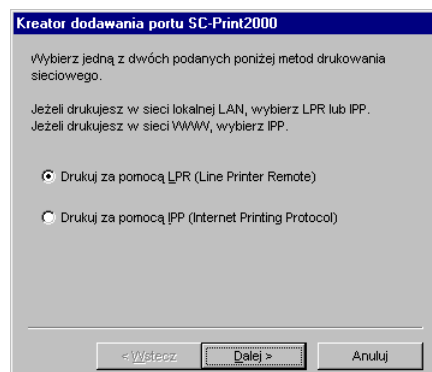 Kreator dodawania portu SC-Print2000
Wybierz jedną z dwóch podanych poniżej metod drukowania
sieciowego.
Jeżeli drukujesz w sieci lokalnej LAN, wybierz LPR lub IPP.
Jeżeli drukujesz w sieci WWW, wybierz IPP.
Drukuj za pomocą LPR (Line Printer Remote)
Drukuj za pomocą IPP (Internet Printing Protocol)
< Wstecz Dalej > Anuluj